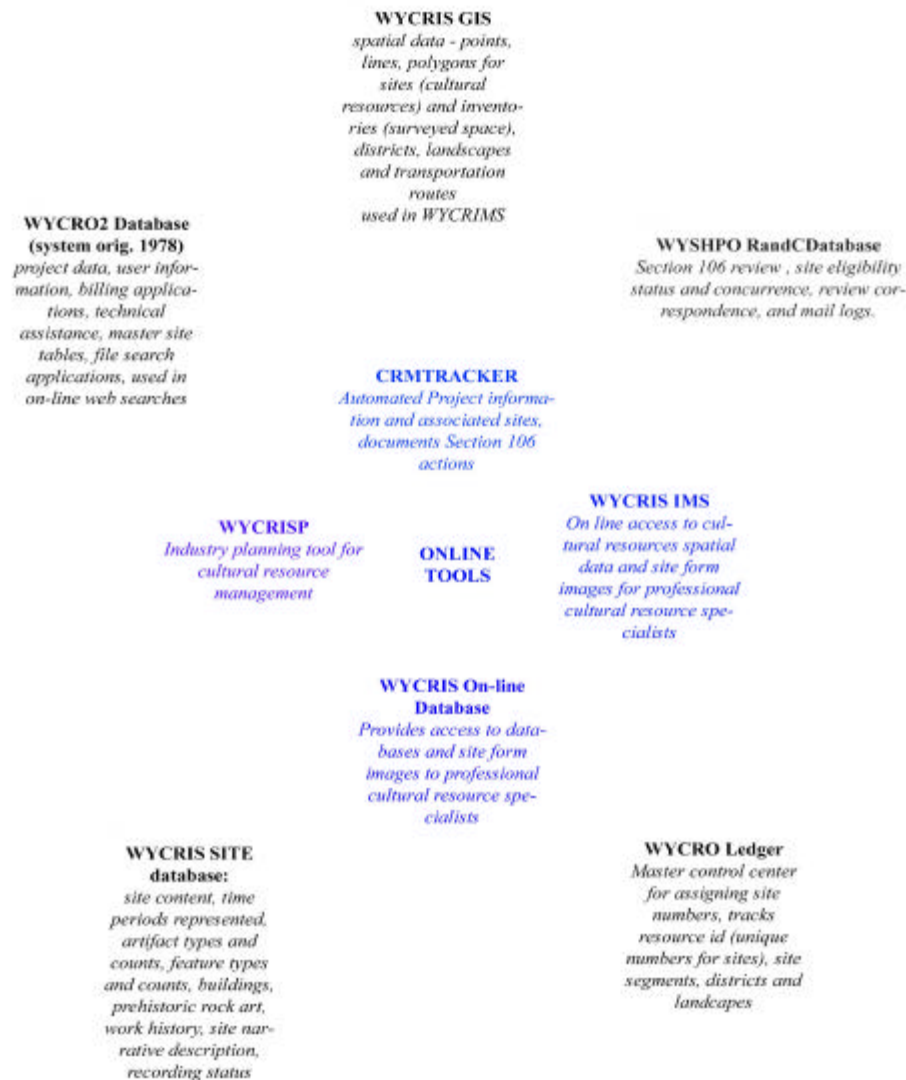 WYCRIS GIS
spatial data - points,
lines, polygons for
sites (cultural
resources) and invento-
ries (surveyed space),
districts, landscapes
and transportation
routes
used in WYCRIMS
WYCRO2 Database
(system orig. 1978)
project data, user infor-
mation, billing applica-
tions, technical
assistance, master site
tables, file search
applications, used in
on-line web searches
WYSHPO RandCDatabase
Section 106 review , site eligibility
status and concurrence, review cor-
respondence, and mail logs.
CRMTRACKER
Automated Project informa-
tion and associated sites,
documents Section 106
actions
WYCRISP
Industry planning tool for
cultural resource
management
ONLINE
TOOLS
WYCRIS IMS
On line access to cul-
tural resources spatial
data and site form
images for professional
cultural resource spe-
cialists
WYCRIS On-line
Database
Provides access to data-
bases and site form
images to professional
cultural resource spe-
cialists
WYCRIS SITE
database:
site content, time
periods represented,
artifact types and
counts, feature types
and counts, buildings,
prehistoric rock art,
work history, site nar-
rative description,
recording status
WYCRO Ledger
Master control center
for assigning site
numbers, tracks
resource id (unique
numbers for sites), site
segments, districts and
landcapes